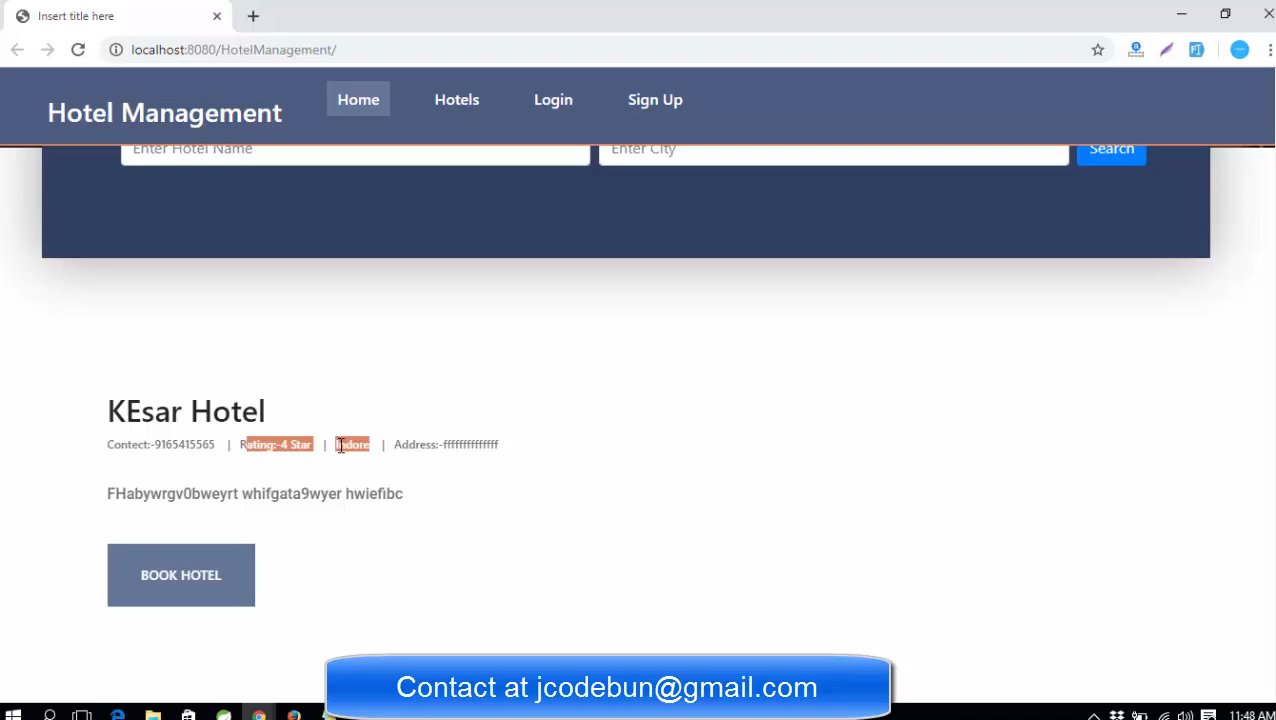 Insert title here
localhost:8080/HotelManagement/
Hotel Management
Home
Hotels
Login
Sign Up
Enter Hotel Name
Enter City
Search
KEsar Hotel
Contect:-9165415565 | Rating:-4 Star | Indore | Address:-ffffffffffffff
FHabywrgv0bweyrt whifgata9wyer hwiefibc
BOOK HOTEL
Contact at jcodebun@gmail.com
11:48 AM